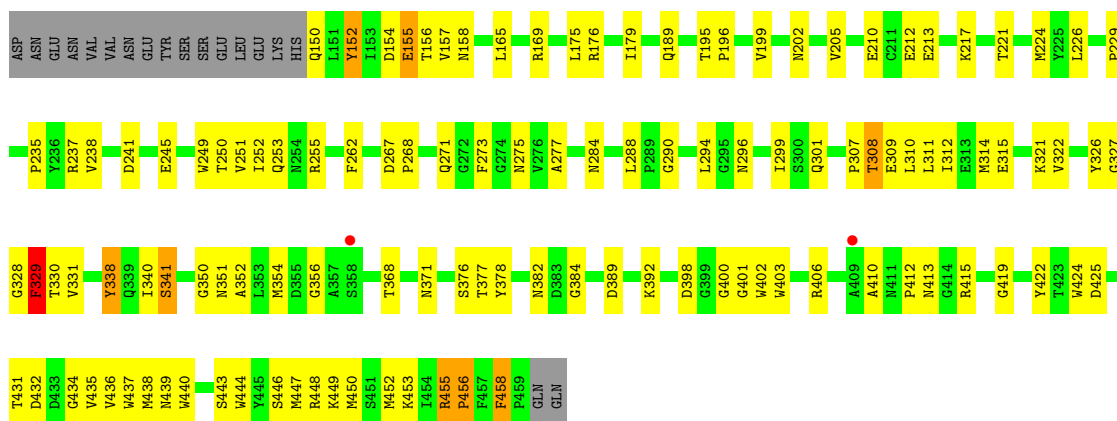 ASP ASN GLU ASN VAL VAL ASN GLU TYR SER SER GLU LEU GLU LYS HIS Q150 L151 Y152 I153 D154 E155 T156 V157 N158 L165 R169 L175 R176 I179 Q189 T195 P196 V199 N202 V205 E210 C211 E212 E213 K217 T221 M224 Y225 L226 P229
P235 Y236 R237 V238 D241 E245 W249 T250 V251 I252 Q253 N254 R255 F262 D267 P268 Q271 G272 F273 G274 N275 V276 A277 N284 L288 P289 G290 L294 G295 N296 I299 S300 Q301 P307 T308 E309 L310 L311 I312 E313 M314 E315 K321 V322 Y326 G327
G328 F329 T330 V331 Y338 Q339 I340 S341 G350 N351 A352 L353 M354 D355 G356 A357 S358 T368 N371 S376 T377 Y378 N382 D383 G384 D389 K392 D398 G399 G400 G401 W402 W403 R406 A409 A410 N411 P412 N413 G414 R415 G419 Y422 T423 W424 D425
T431 D432 D433 G434 V435 V436 W437 M438 N439 W440 S443 W444 Y445 S446 M447 R448 K449 M450 S451 M452 K453 I454 R455 P456 F457 F458 P459 GLN GLN